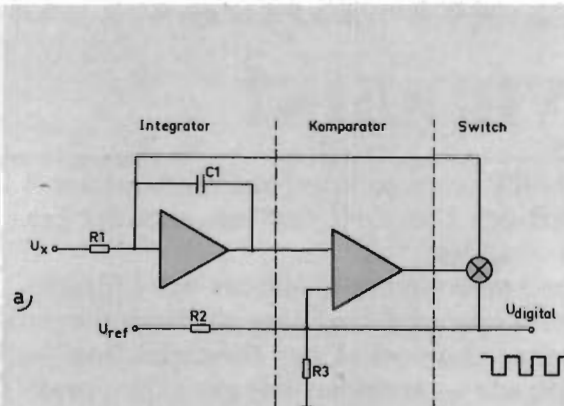 Integrator Komparator Switch
C1
Ux R1
a)
Uref R2 Udigital
R3